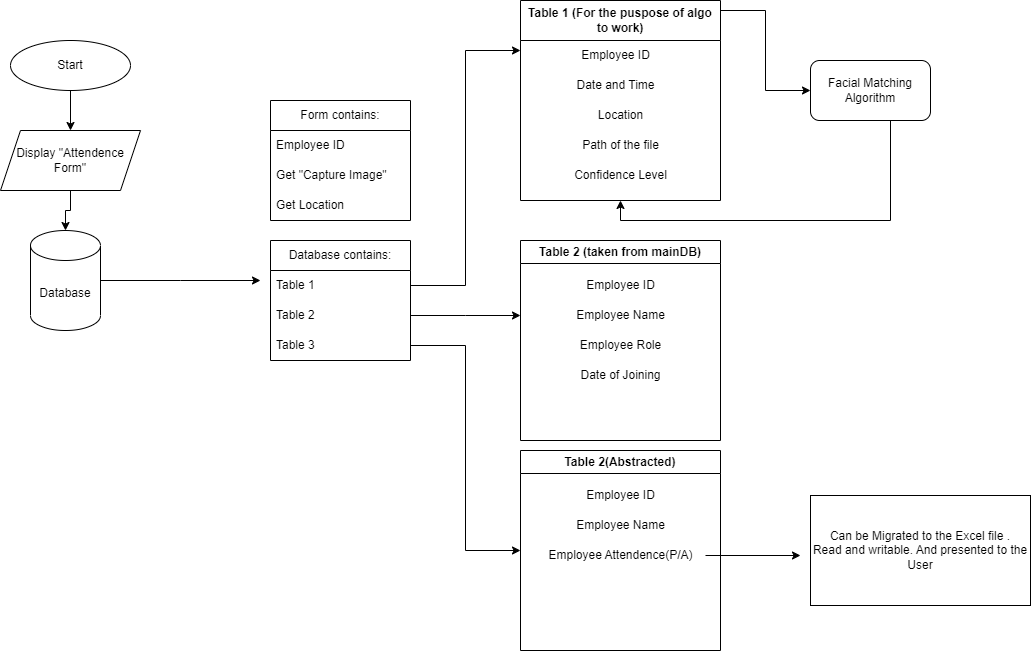 Start
Display "Attendence
Form"
Database
Form contains:
Employee ID
Get "Capture Image"
Get Location
Database contains:
Table 1
Table 2
Table 3
Table 1 (For the puspose of algo
to work)
Employee ID
Date and Time
Location
Path of the file
Confidence Level
Facial Matching
Algorithm
Table 2 (taken from mainDB)
Employee ID
Employee Name
Employee Role
Date of Joining
Table 2(Abstracted)
Employee ID
Employee Name
Employee Attendence(P/A)
Can be Migrated to the Excel file .
Read and writable. And presented to the
User